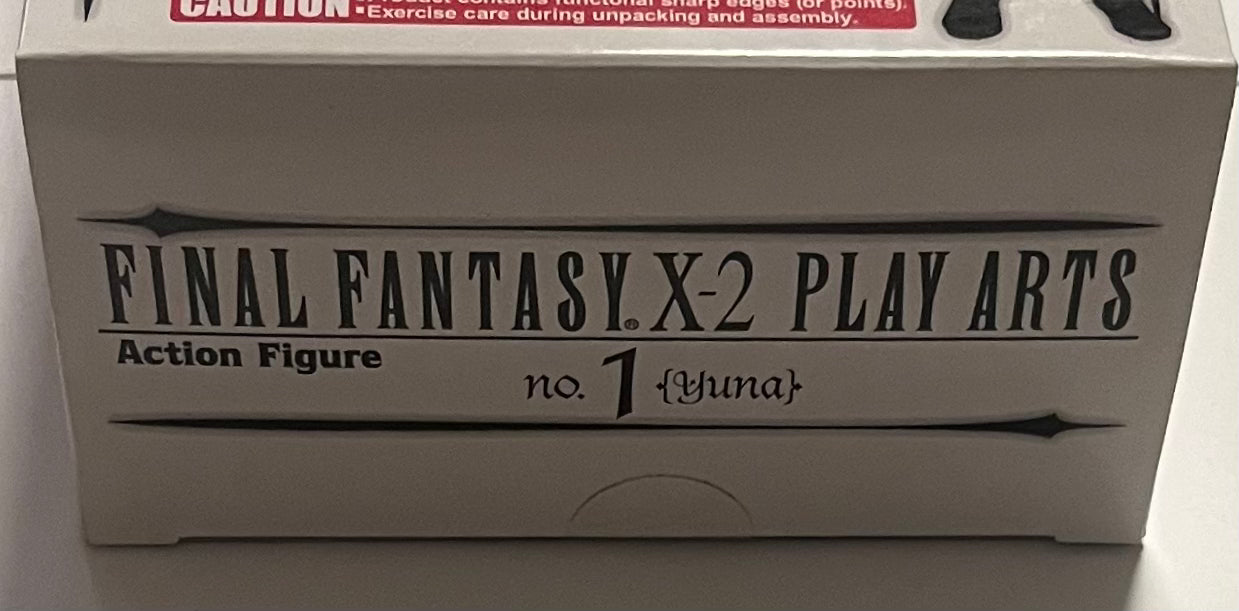 CAUTION
Product contains functional sharp edges (or points).
▪Exercise care during unpacking and assembly.
FINAL FANTASY® X-2 PLAY ARTS
Action Figure
no. 1 {Yuna}